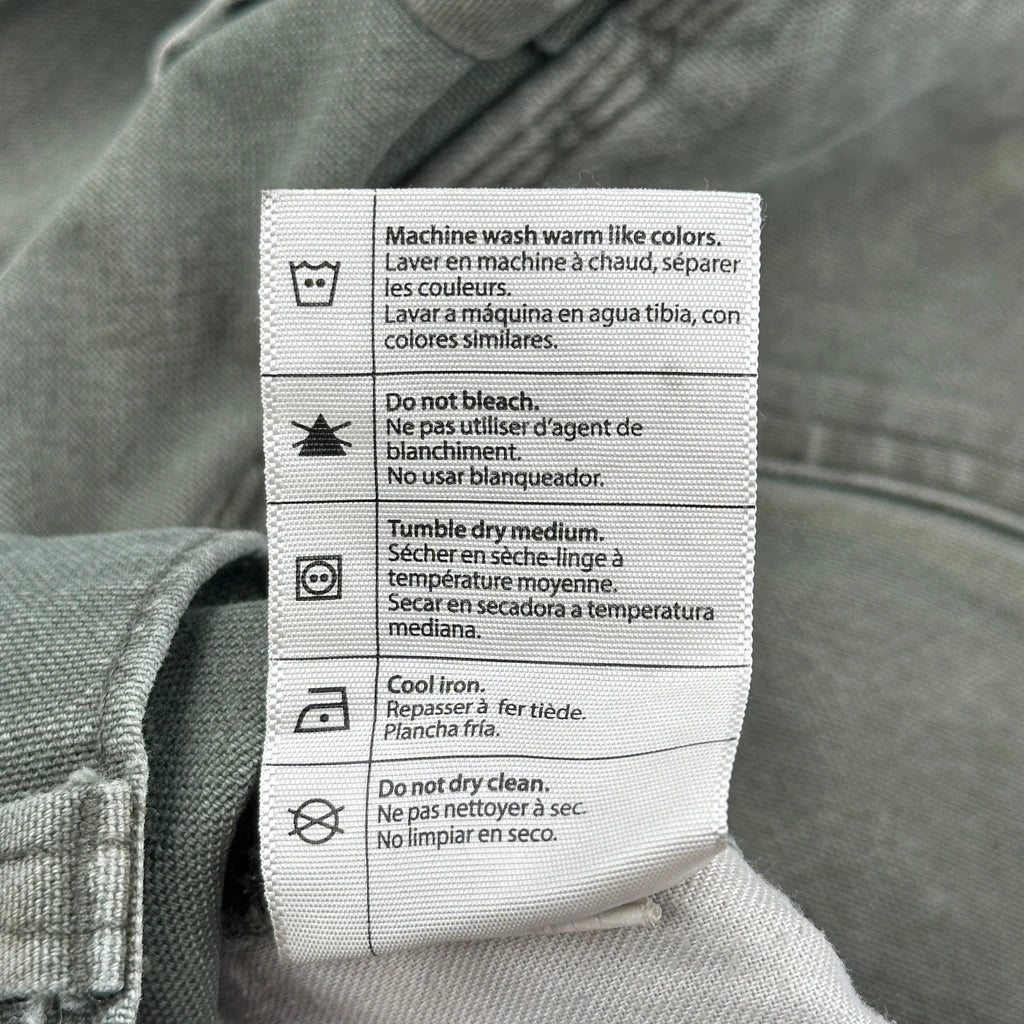 Machine wash warm like colors.
Laver en machine à chaud, séparer
les couleurs.
Lavar a máquina en agua tibia, con
colores similares.
Do not bleach.
Ne pas utiliser d'agent de
blanchiment.
No usar blanqueador.
Tumble dry medium.
Sécher en sèche-linge à
température moyenne.
Secar en secadora a temperatura
mediana.
Cool iron.
Repasser à fer tiède.
Plancha fría.
Do not dry clean.
Ne pas nettoyer à sec.
No limpiar en seco.